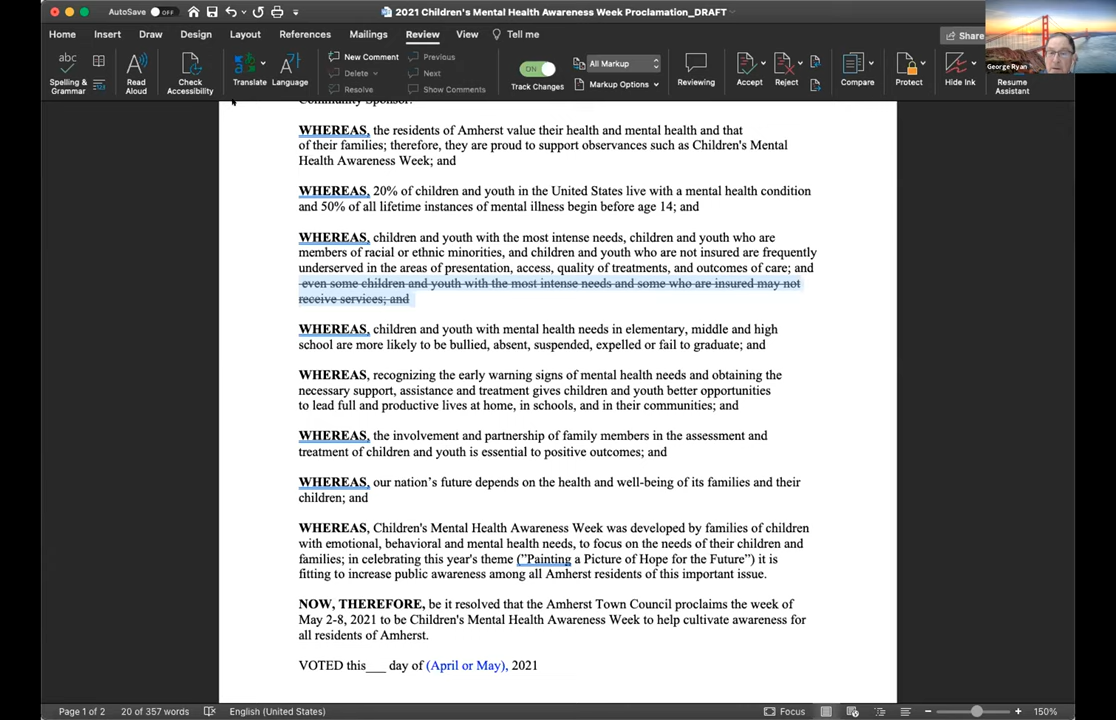 AutoSave OFF
2021 Children's Mental Health Awareness Week Proclamation_DRAFT
Home Insert Draw Design Layout References Mailings Review View Tell me Share
abc Spelling & Grammar
Read Aloud
Check Accessibility
Translate Language
New Comment
Delete
Resolve
Previous
Next
Show Comments
ON
Track Changes
All Markup
Markup Options
Reviewing
Accept Reject
Compare
Protect
Hide Ink
Resume Assistant
George Ryan
Community Sponsor.
WHEREAS, the residents of Amherst value their health and mental health and that
of their families; therefore, they are proud to support observances such as Children's Mental
Health Awareness Week; and
WHEREAS, 20% of children and youth in the United States live with a mental health condition
and 50% of all lifetime instances of mental illness begin before age 14; and
WHEREAS, children and youth with the most intense needs, children and youth who are
members of racial or ethnic minorities, and children and youth who are not insured are frequently
underserved in the areas of presentation, access, quality of treatments, and outcomes of care; and
even some children and youth with the most intense needs and some who are insured may not
receive services; and
WHEREAS, children and youth with mental health needs in elementary, middle and high
school are more likely to be bullied, absent, suspended, expelled or fail to graduate; and
WHEREAS, recognizing the early warning signs of mental health needs and obtaining the
necessary support, assistance and treatment gives children and youth better opportunities
to lead full and productive lives at home, in schools, and in their communities; and
WHEREAS, the involvement and partnership of family members in the assessment and
treatment of children and youth is essential to positive outcomes; and
WHEREAS, our nation's future depends on the health and well-being of its families and their
children; and
WHEREAS, Children's Mental Health Awareness Week was developed by families of children
with emotional, behavioral and mental health needs, to focus on the needs of their children and
families; in celebrating this year's theme ("Painting a Picture of Hope for the Future") it is
fitting to increase public awareness among all Amherst residents of this important issue.
NOW, THEREFORE, be it resolved that the Amherst Town Council proclaims the week of
May 2-8, 2021 to be Children's Mental Health Awareness Week to help cultivate awareness for
all residents of Amherst.
VOTED this___ day of (April or May), 2021
Page 1 of 2 20 of 357 words English (United States) Focus 150%